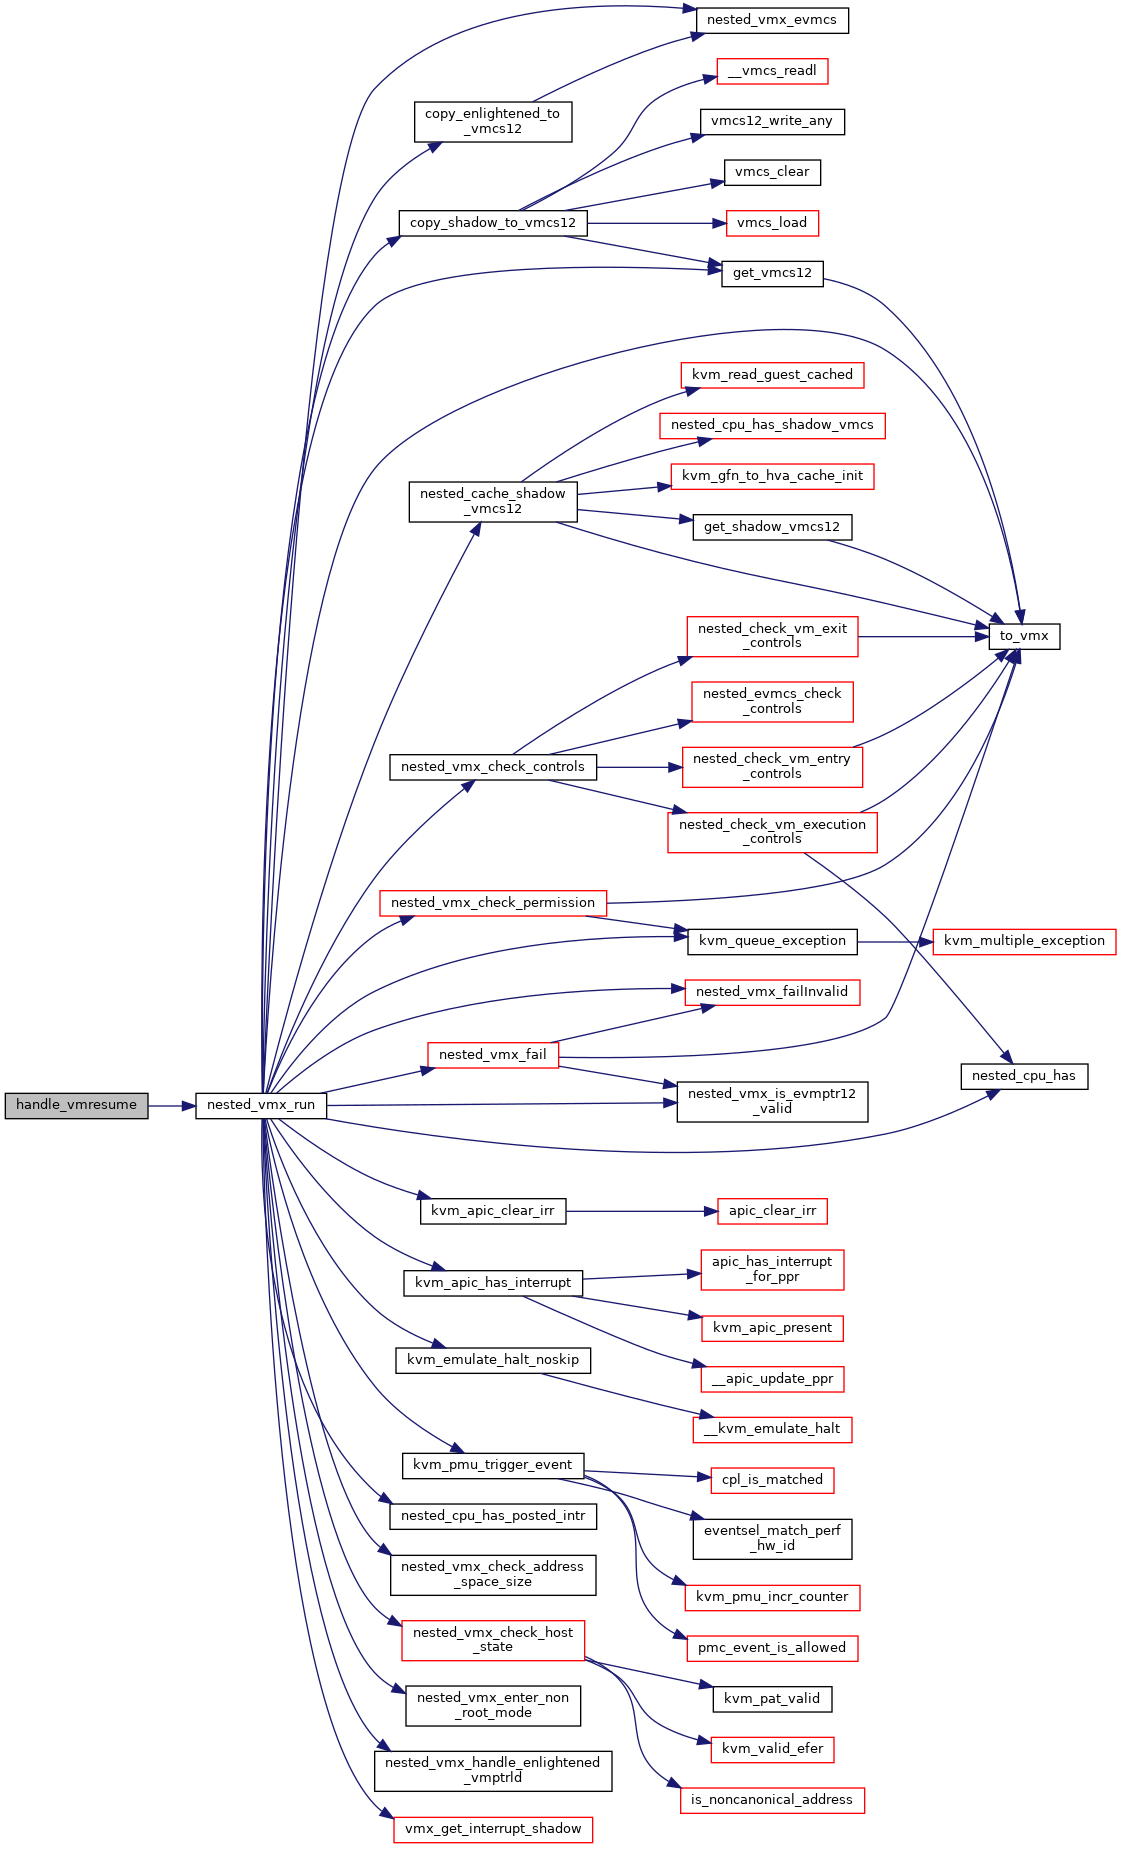 nested_vmx_evmcs
__vmcs_readl
copy_enlightened_to
_vmcs12
vmcs12_write_any
vmcs_clear
copy_shadow_to_vmcs12
vmcs_load
get_vmcs12
kvm_read_guest_cached
nested_cpu_has_shadow_vmcs
kvm_gfn_to_hva_cache_init
nested_cache_shadow
_vmcs12
get_shadow_vmcs12
nested_check_vm_exit
_controls
to_vmx
nested_evmcs_check
_controls
nested_vmx_check_controls
nested_check_vm_entry
_controls
nested_check_vm_execution
_controls
nested_vmx_check_permission
kvm_queue_exception
kvm_multiple_exception
nested_vmx_failInvalid
nested_vmx_fail
nested_cpu_has
nested_vmx_is_evmptr12
_valid
handle_vmresume
nested_vmx_run
kvm_apic_clear_irr
apic_clear_irr
apic_has_interrupt
_for_ppr
kvm_apic_has_interrupt
kvm_apic_present
kvm_emulate_halt_noskip
__apic_update_ppr
__kvm_emulate_halt
kvm_pmu_trigger_event
cpl_is_matched
nested_cpu_has_posted_intr
eventsel_match_perf
_hw_id
nested_vmx_check_address
_space_size
kvm_pmu_incr_counter
nested_vmx_check_host
_state
pmc_event_is_allowed
nested_vmx_enter_non
_root_mode
kvm_pat_valid
kvm_valid_efer
nested_vmx_handle_enlightened
_vmptrld
is_noncanonical_address
vmx_get_interrupt_shadow